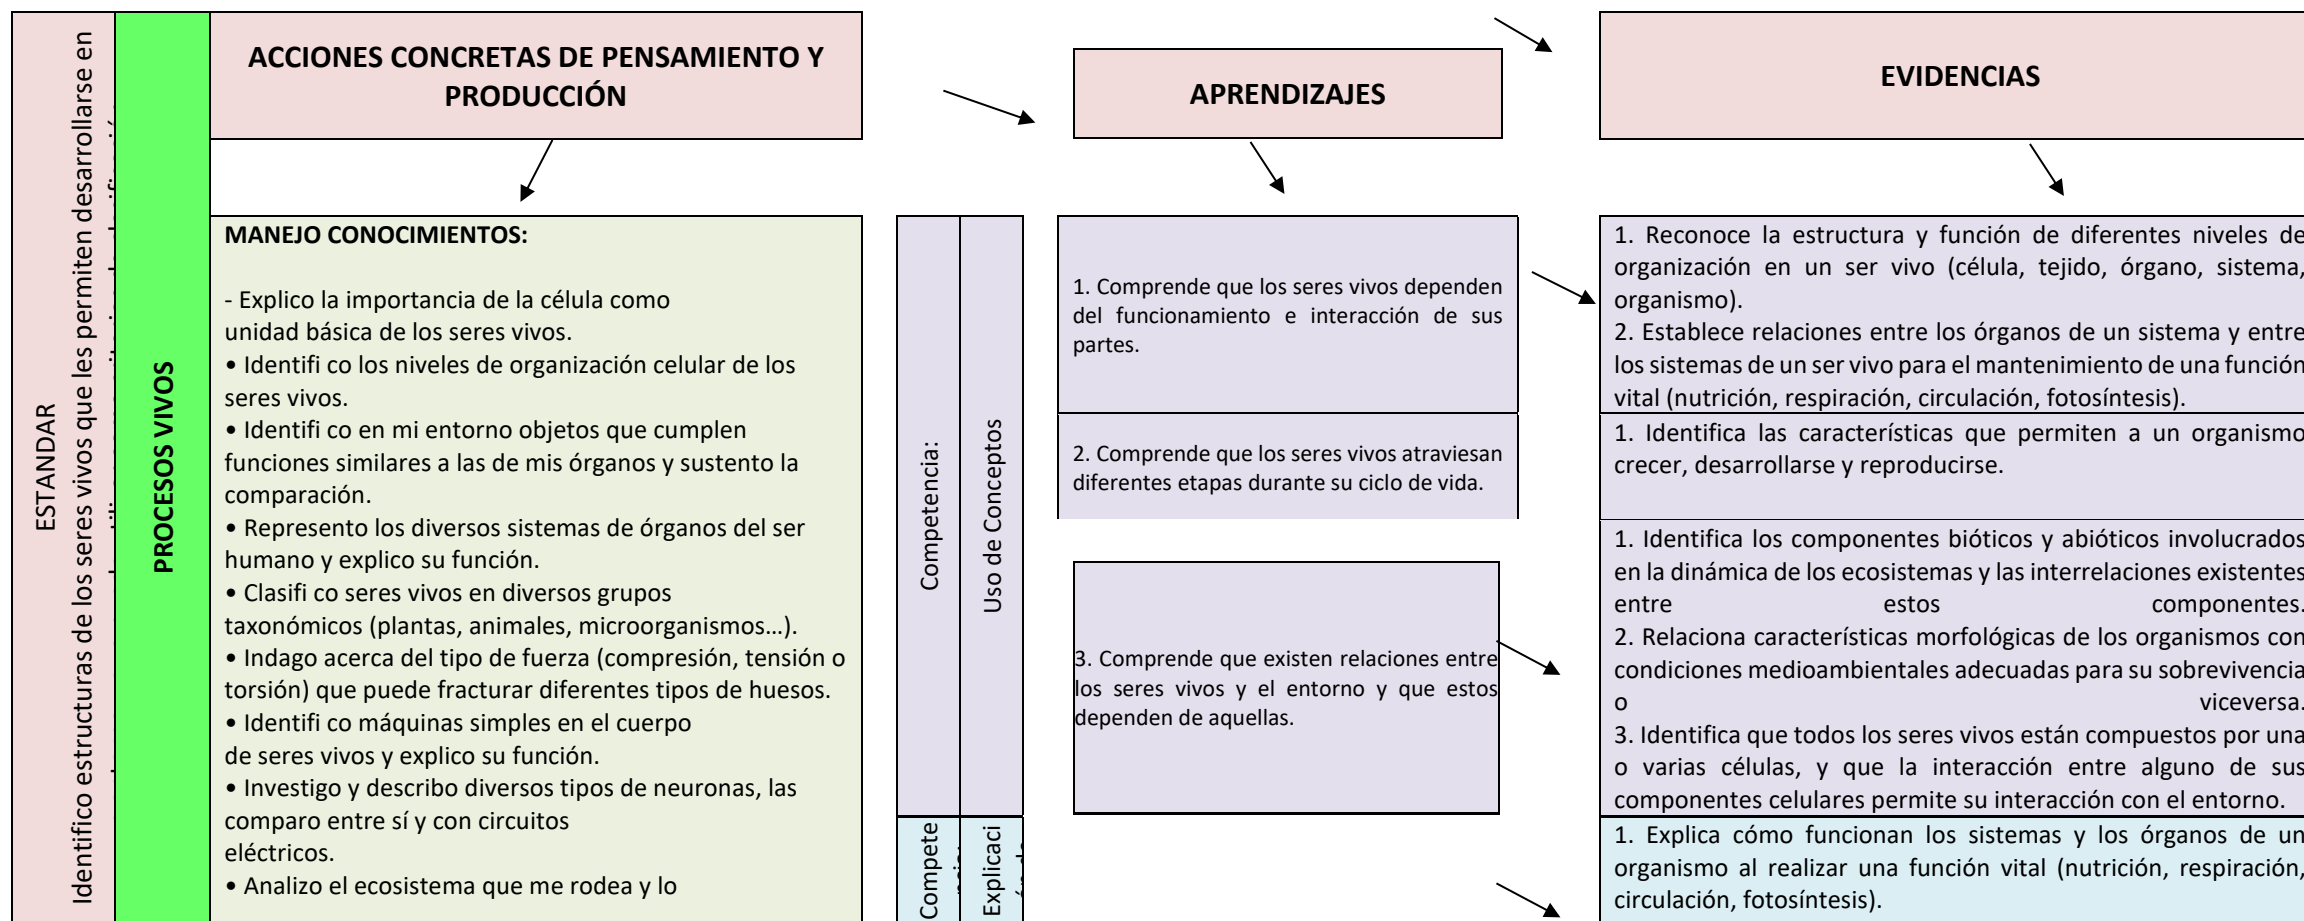 ESTANDAR
Identifico estructuras de los seres vivos que les permiten desarrollarse en
PROCESOS VIVOS
ACCIONES CONCRETAS DE PENSAMIENTO Y
PRODUCCIÓN
MANEJO CONOCIMIENTOS:
- Explico la importancia de la célula como
unidad básica de los seres vivos.
• Identifi co los niveles de organización celular de los
seres vivos.
• Identifi co en mi entorno objetos que cumplen
funciones similares a las de mis órganos y sustento la
comparación.
• Represento los diversos sistemas de órganos del ser
humano y explico su función.
• Clasifi co seres vivos en diversos grupos
taxonómicos (plantas, animales, microorganismos…).
• Indago acerca del tipo de fuerza (compresión, tensión o
torsión) que puede fracturar diferentes tipos de huesos.
• Identifi co máquinas simples en el cuerpo
de seres vivos y explico su función.
• Investigo y describo diversos tipos de neuronas, las
comparo entre sí y con circuitos
eléctricos.
• Analizo el ecosistema que me rodea y lo
Competencia:
Uso de Conceptos
Compete
Explicaci
APRENDIZAJES
1. Comprende que los seres vivos dependen
del funcionamiento e interacción de sus
partes.
2. Comprende que los seres vivos atraviesan
diferentes etapas durante su ciclo de vida.
3. Comprende que existen relaciones entre
los seres vivos y el entorno y que estos
dependen de aquellas.
EVIDENCIAS
1. Reconoce la estructura y función de diferentes niveles de
organización en un ser vivo (célula, tejido, órgano, sistema,
organismo).
2. Establece relaciones entre los órganos de un sistema y entre
los sistemas de un ser vivo para el mantenimiento de una función
vital (nutrición, respiración, circulación, fotosíntesis).
1. Identifica las características que permiten a un organismo
crecer, desarrollarse y reproducirse.
1. Identifica los componentes bióticos y abióticos involucrados
en la dinámica de los ecosistemas y las interrelaciones existentes
entre estos componentes.
2. Relaciona características morfológicas de los organismos con
condiciones medioambientales adecuadas para su sobrevivencia
o viceversa.
3. Identifica que todos los seres vivos están compuestos por una
o varias células, y que la interacción entre alguno de sus
componentes celulares permite su interacción con el entorno.
1. Explica cómo funcionan los sistemas y los órganos de un
organismo al realizar una función vital (nutrición, respiración,
circulación, fotosíntesis).